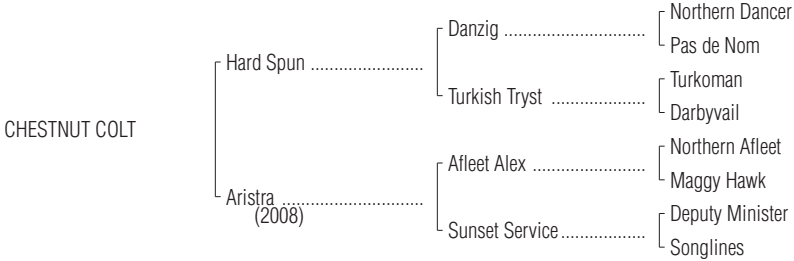 Northern Dancer
Danzig ..............................
Pas de Nom
Hard Spun ........................
Turkoman
Turkish Tryst ....................
Darbyvail
CHESTNUT COLT
Northern Afleet
Afleet Alex ........................
Maggy Hawk
Aristra ..............................
(2008)
Deputy Minister
Sunset Service..................
Songlines